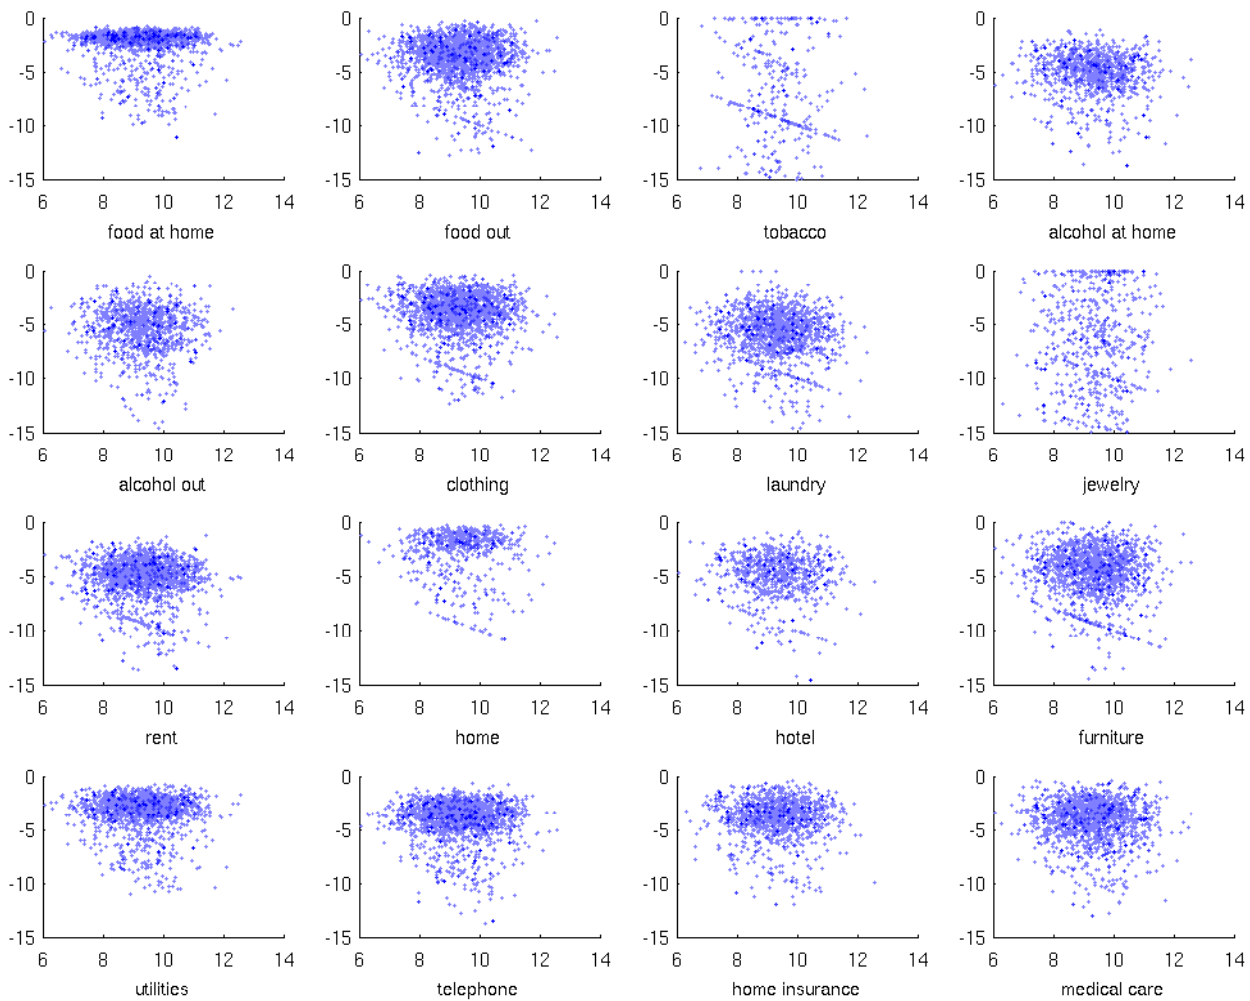 0 0 0 0
-5 -5 -5 -5
-10 -10 -10 -10
-15 -15 -15 -15
6 8 10 12 14 6 8 10 12 14 6 8 10 12 14 6 8 10 12 14
food at home food out tobacco alcohol at home
0 0 0 0
-5 -5 -5 -5
-10 -10 -10 -10
-15 -15 -15 -15
6 8 10 12 14 6 8 10 12 14 6 8 10 12 14 6 8 10 12 14
alcohol out clothing laundry jewelry
0 0 0 0
-5 -5 -5 -5
-10 -10 -10 -10
-15 -15 -15 -15
6 8 10 12 14 6 8 10 12 14 6 8 10 12 14 6 8 10 12 14
rent home hotel furniture
0 0 0 0
-5 -5 -5 -5
-10 -10 -10 -10
-15 -15 -15 -15
6 8 10 12 14 6 8 10 12 14 6 8 10 12 14 6 8 10 12 14
utilities telephone home insurance medical care